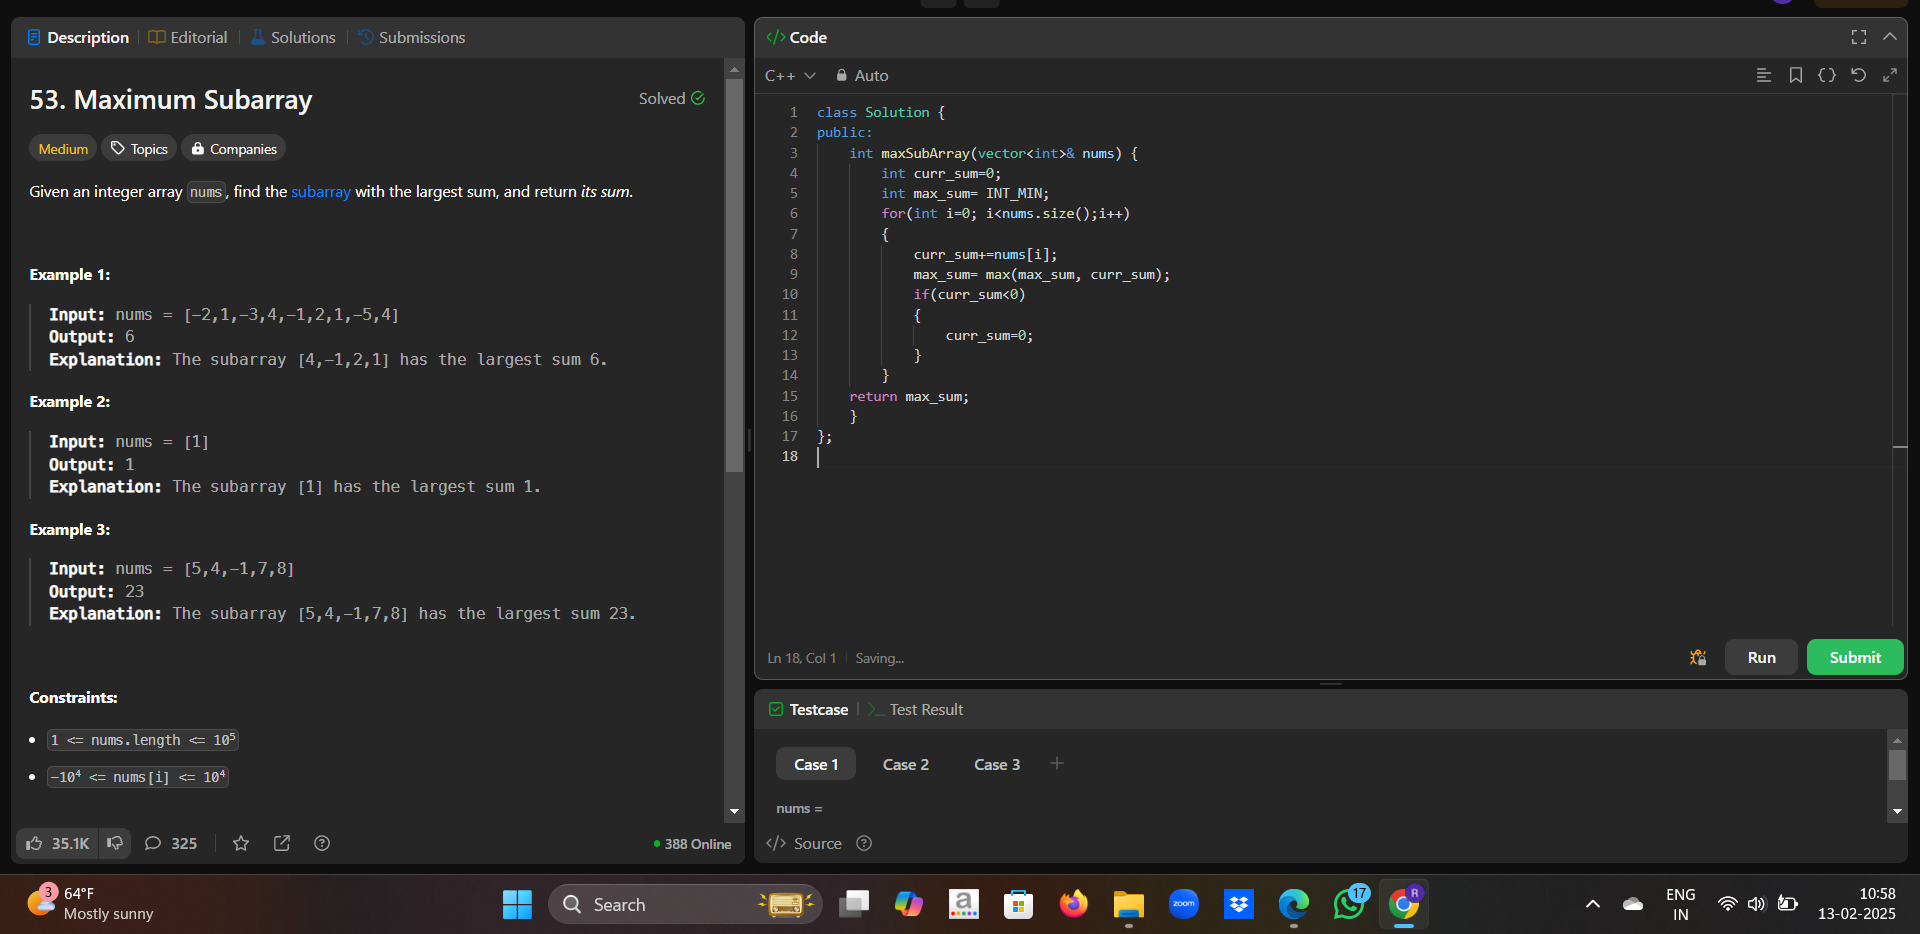 Description
Editorial
Solutions
Submissions
53. Maximum Subarray
Solved
Medium
Topics
Companies
Given an integer array nums, find the subarray with the largest sum, and return its sum.
Example 1:
Input: nums = [-2,1,-3,4,-1,2,1,-5,4]
Output: 6
Explanation: The subarray [4,-1,2,1] has the largest sum 6.
Example 2:
Input: nums = [1]
Output: 1
Explanation: The subarray [1] has the largest sum 1.
Example 3:
Input: nums = [5,4,-1,7,8]
Output: 23
Explanation: The subarray [5,4,-1,7,8] has the largest sum 23.
Constraints:
• 1 <= nums.length <= 10⁵
• -10⁴ <= nums[i] <= 10⁴
35.1K
325
388 Online
</> Code
C++
Auto
1 class Solution {
2 public:
3     int maxSubArray(vector<int>& nums) {
4         int curr_sum=0;
5         int max_sum= INT_MIN;
6         for(int i=0; i<nums.size();i++)
7         {
8             curr_sum+=nums[i];
9             max_sum= max(max_sum, curr_sum);
10             if(curr_sum<0)
11             {
12                 curr_sum=0;
13             }
14         }
15     return max_sum;
16     }
17 };
18
Ln 18, Col 1
Saving...
Run
Submit
Testcase
>_ Test Result
Case 1
Case 2
Case 3
+
nums =
</> Source
3
64°F
Mostly sunny
Search
a
zoom
17
R
ENG
IN
10:58
13-02-2025